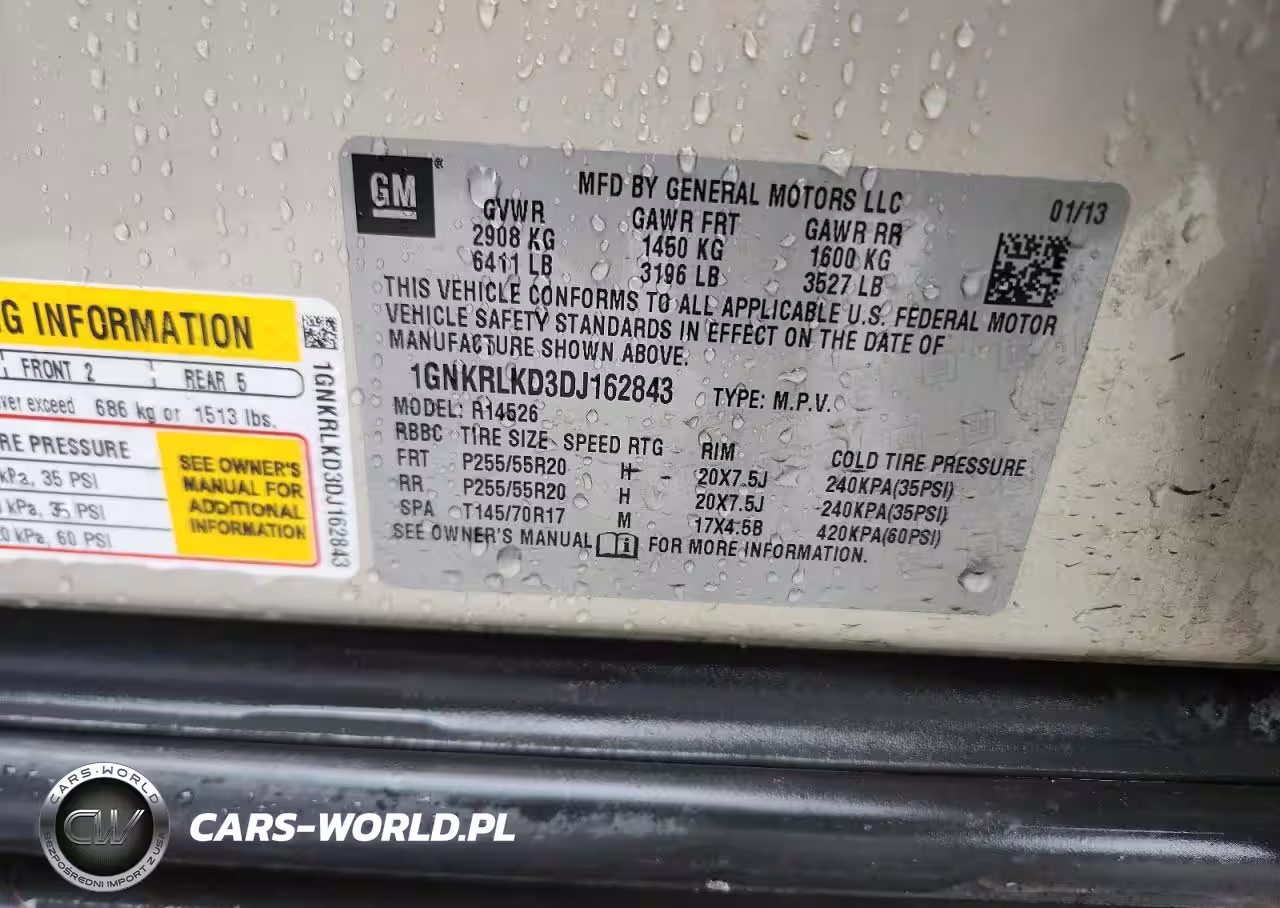 GM
®
MFD BY GENERAL MOTORS LLC 01/13
GVWR GAWR FRT GAWR RR
2908 KG 1450 KG 1600 KG
6411 LB 3196 LB 3527 LB
THIS VEHICLE CONFORMS TO ALL APPLICABLE U.S. FEDERAL MOTOR
VEHICLE SAFETY STANDARDS IN EFFECT ON THE DATE OF
MANUFACTURE SHOWN ABOVE.
1GNKRLKD3DJ162843 TYPE: M.P.V.
MODEL: R14526
RBBC TIRE SIZE SPEED RTG RIM COLD TIRE PRESSURE
FRT P255/55R20 H 20X7.5J 240KPA(35PSI)
RR P255/55R20 H 20X7.5J 240KPA(35PSI)
SPA T145/70R17 M 17X4.5B 420KPA(60PSI)
SEE OWNER'S MANUAL FOR MORE INFORMATION.
G INFORMATION
FRONT 2 REAR 5
ver exceed 686 kg or 1513 lbs.
RE PRESSURE
kPa, 35 PSI
kPa, 35 PSI
0 kPa, 60 PSI
SEE OWNER'S
MANUAL FOR
ADDITIONAL
INFORMATION
1GNKRLKD3DJ162843
CARS-WORLD
CW
BEZPOŚREDNI IMPORT Z USA
CARS-WORLD.PL